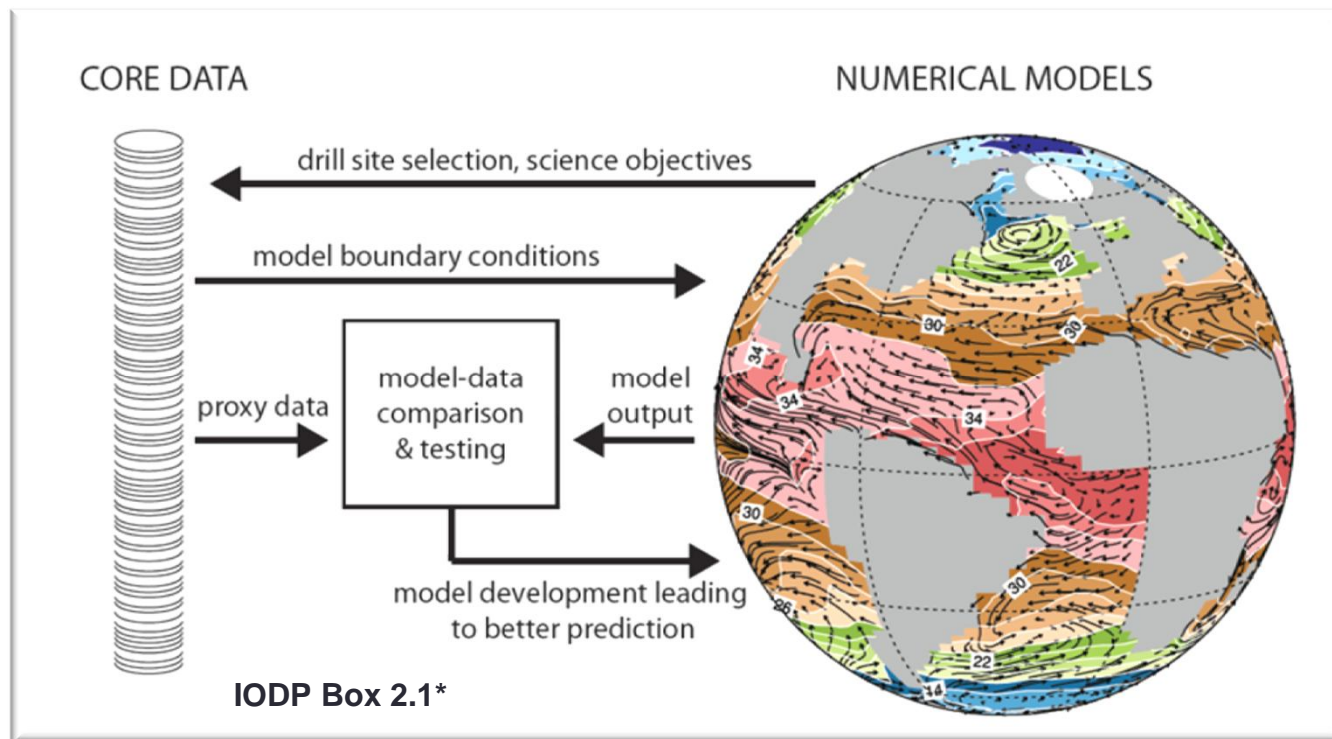 CORE DATA
NUMERICAL MODELS
drill site selection, science objectives
model boundary conditions
22
30
30
34
34
34
proxy data
model-data
comparison
& testing
model
output
30
30
26
model development leading
to better prediction
22
14
IODP Box 2.1*